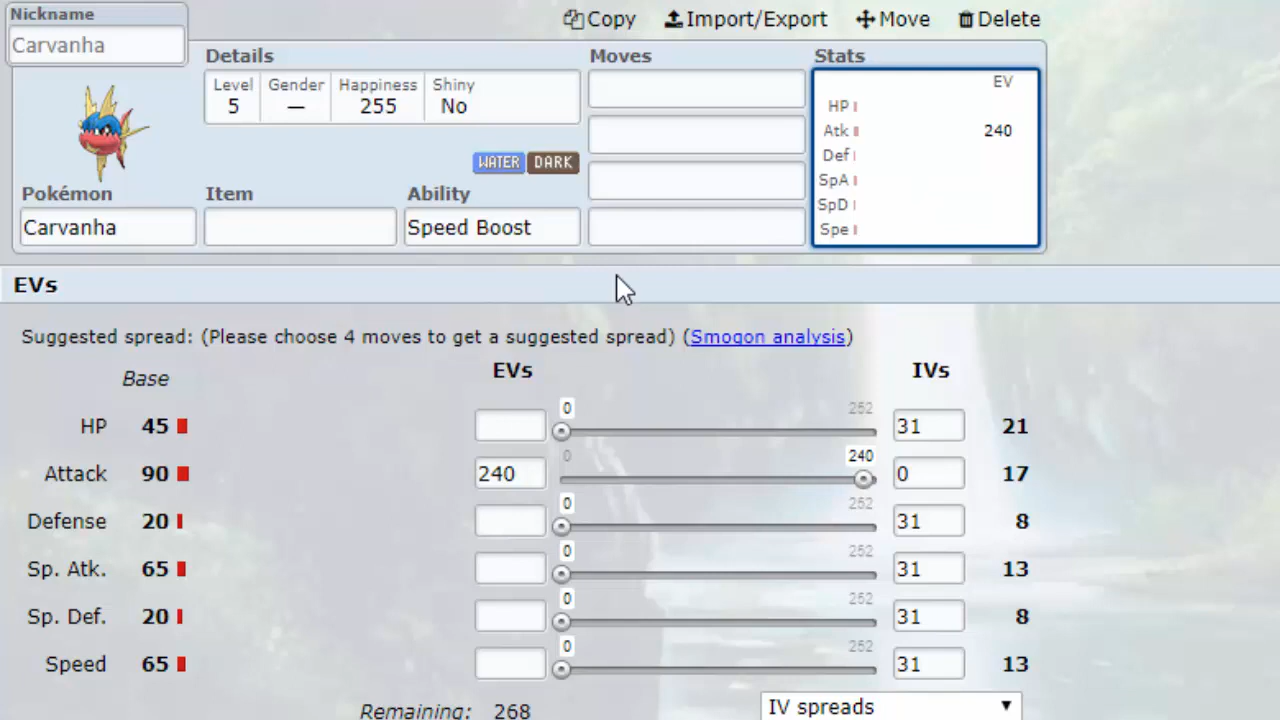 Nickname
Carvanha
Copy Import/Export Move Delete
Details
Level Gender Happiness Shiny
5 — 255 No
WATER DARK
Pokémon Item Ability
Carvanha Speed Boost
Moves
Stats
EV
HP
Atk 240
Def
SpA
SpD
Spe
EVs
Suggested spread: (Please choose 4 moves to get a suggested spread) (Smogon analysis)
Base EVs IVs
0 252
HP 45 31 21
0 240
Attack 90 240 0 17
0 252
Defense 20 31 8
0 252
Sp. Atk. 65 31 13
0 252
Sp. Def. 20 31 8
0 252
Speed 65 31 13
Remaining: 268 IV spreads